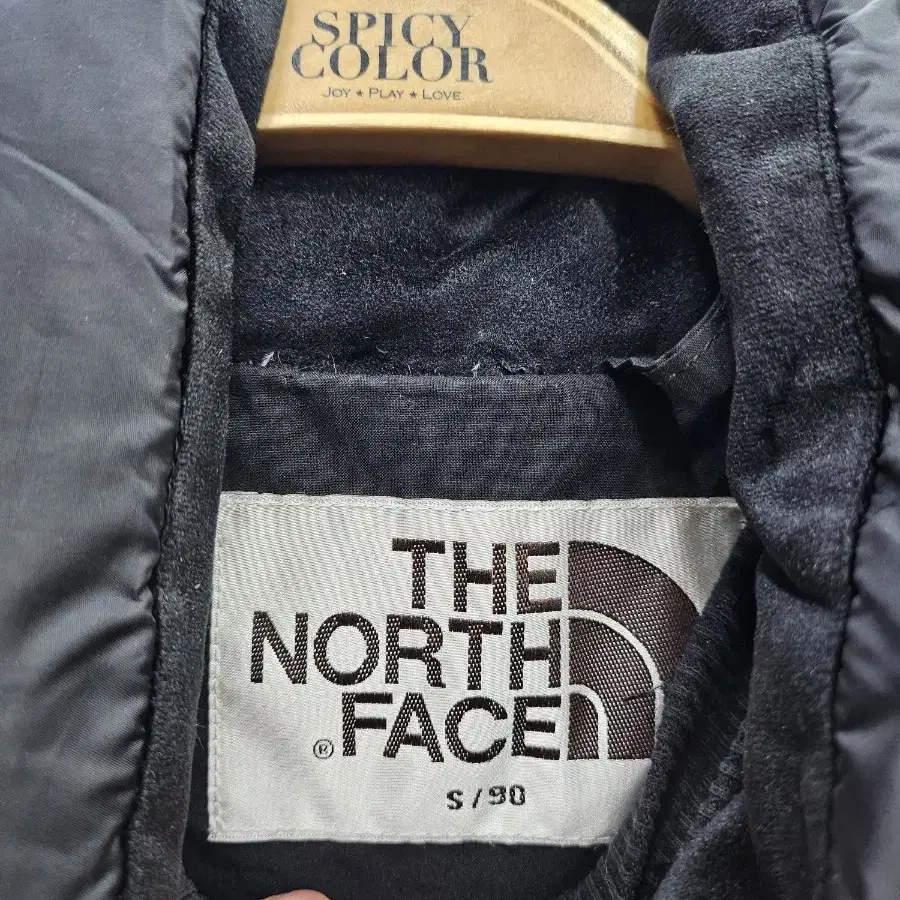 SPICY
COLOR
JOY ★ PLAY ★ LOVE
THE
NORTH
FACE
®
S / 90